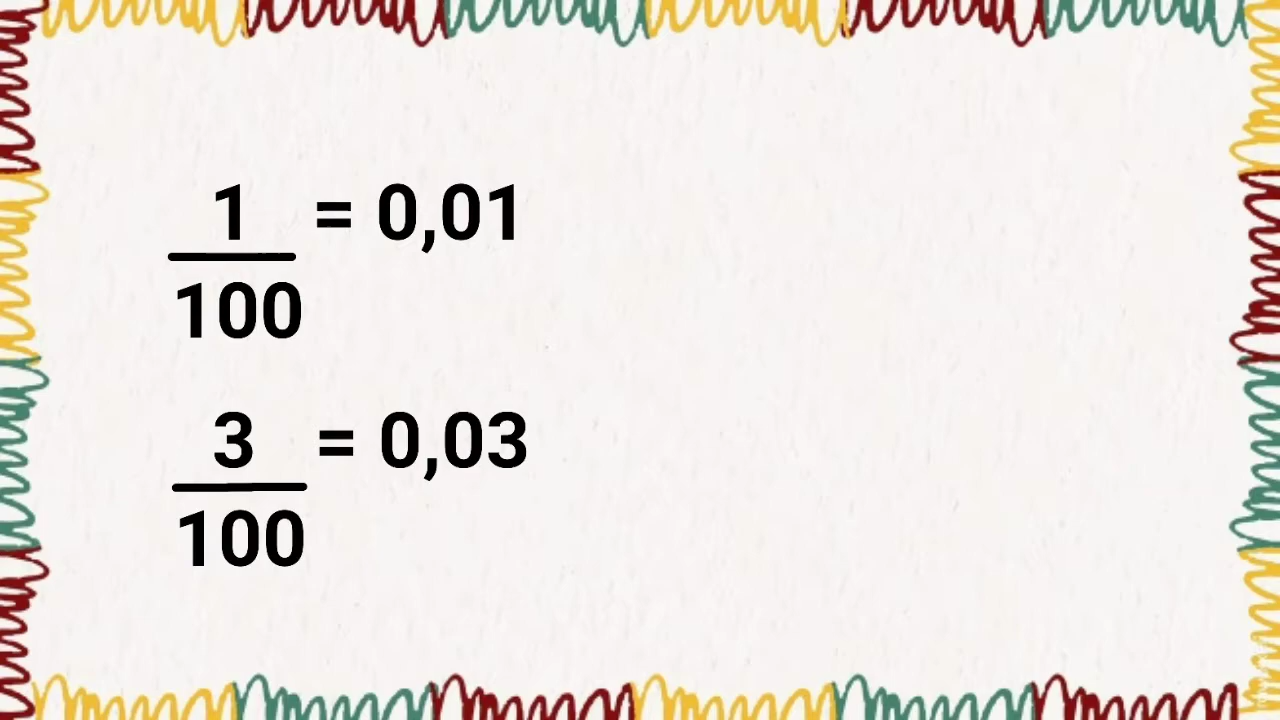 1 = 0,01
100
3 = 0,03
100